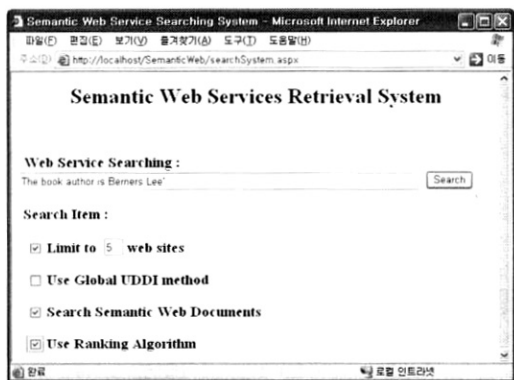 Semantic Web Service Searching System - Microsoft Internet Explorer
파일(F) 편집(E) 보기(V) 즐겨찾기(A) 도구(T) 도움말(H)
주소(D) http://localhost/SemanticWeb/searchSystem.aspx 이동
Semantic Web Services Retrieval System
Web Service Searching :
The book author is Berners Lee' Search
Search Item :
Limit to 5 web sites
Use Global UDDI method
Search Semantic Web Documents
Use Ranking Algorithm
완료 로컬 인트라넷